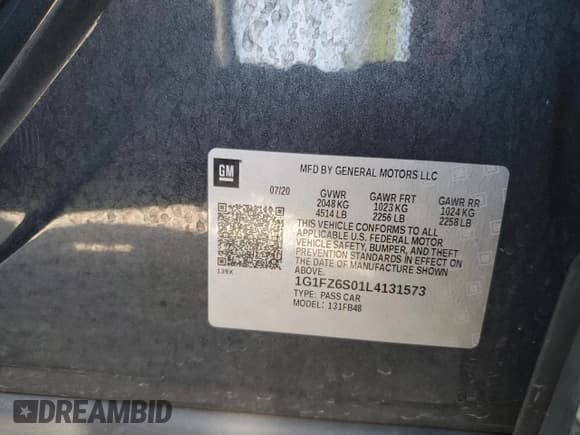 GM
MFD BY GENERAL MOTORS LLC
07/20 GVWR GAWR FRT GAWR RR
2048 KG 1023 KG 1024 KG
4514 LB 2256 LB 2258 LB
THIS VEHICLE CONFORMS TO ALL
APPLICABLE U.S. FEDERAL MOTOR
VEHICLE SAFETY, BUMPER, AND THEFT
PREVENTION STANDARDS IN EFFECT ON
THE DATE OF MANUFACTURE SHOWN
ABOVE.
139X
1G1FZ6S01L4131573
TYPE: PASS CAR
MODEL: 131FB48
DREAMBID